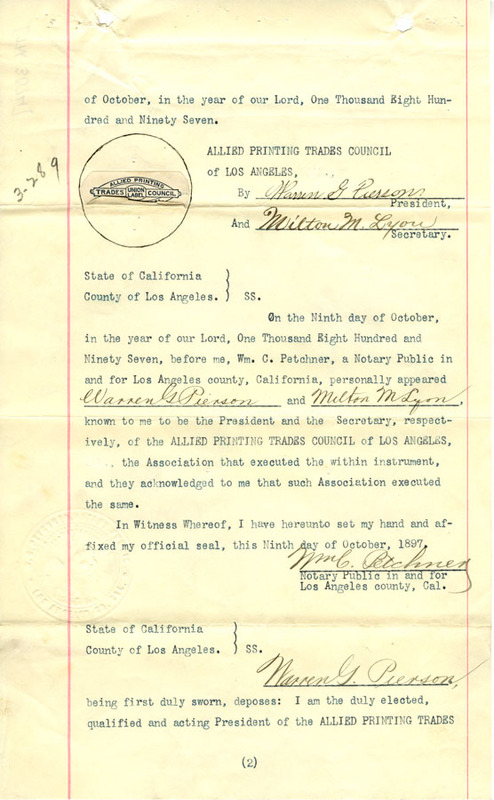 of October, in the year of our Lord, One Thousand Eight Hun-
dred and Ninety Seven.
3-289
ALLIED PRINTING
TRADES UNION LABEL COUNCIL
ALLIED PRINTING TRADES COUNCIL
of LOS ANGELES,
By Warren G Pierson
President,
And Milton M. Lyon
Secretary.
State of California
County of Los Angeles. } SS.
On the Ninth day of October,
in the year of our Lord, One Thousand Eight Hundred and
Ninety Seven, before me, Wm. C. Petchner, a Notary Public in
and for Los Angeles county, California, personally appeared
Warren G Pierson and Milton M Lyon,
known to me to be the President and the Secretary, respect-
ively, of the ALLIED PRINTING TRADES COUNCIL of LOS ANGELES,
the Association that executed the within instrument,
and they acknowledged to me that such Association executed
the same.
In Witness Whereof, I have hereunto set my hand and af-
fixed my official seal, this Ninth day of October, 1897.
Wm C. Petchner
Notary Public in and for
Los Angeles county, Cal.
State of California
County of Los Angeles. } SS.
Warren G. Pierson,
being first duly sworn, deposes: I am the duly elected,
qualified and acting President of the ALLIED PRINTING TRADES
(2)